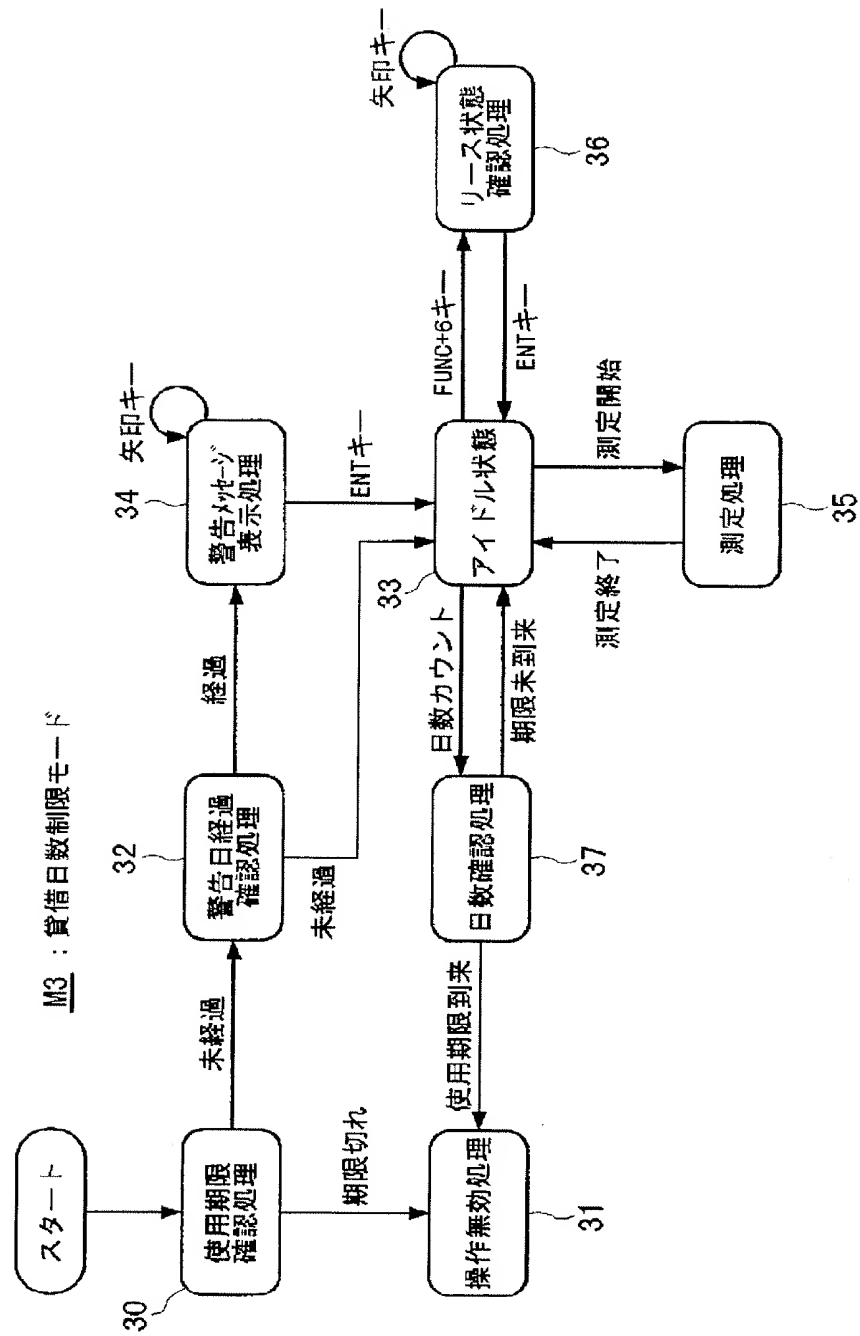 M3 : 貸借日数制限モード
スタート
使用期限
確認処理
30
未経過
期限切れ
警告日経過
確認処理
32
経過
未経過
警告メッセージ
表示処理
34
矢印キー
ENTキー
操作無効処理
31
使用期限到来
日数確認処理
37
日数カウント
期限未到来
アイドル状態
33
FUNC+6キー
ENTキー
リース状態
確認処理
36
矢印キー
測定開始
測定終了
測定処理
35